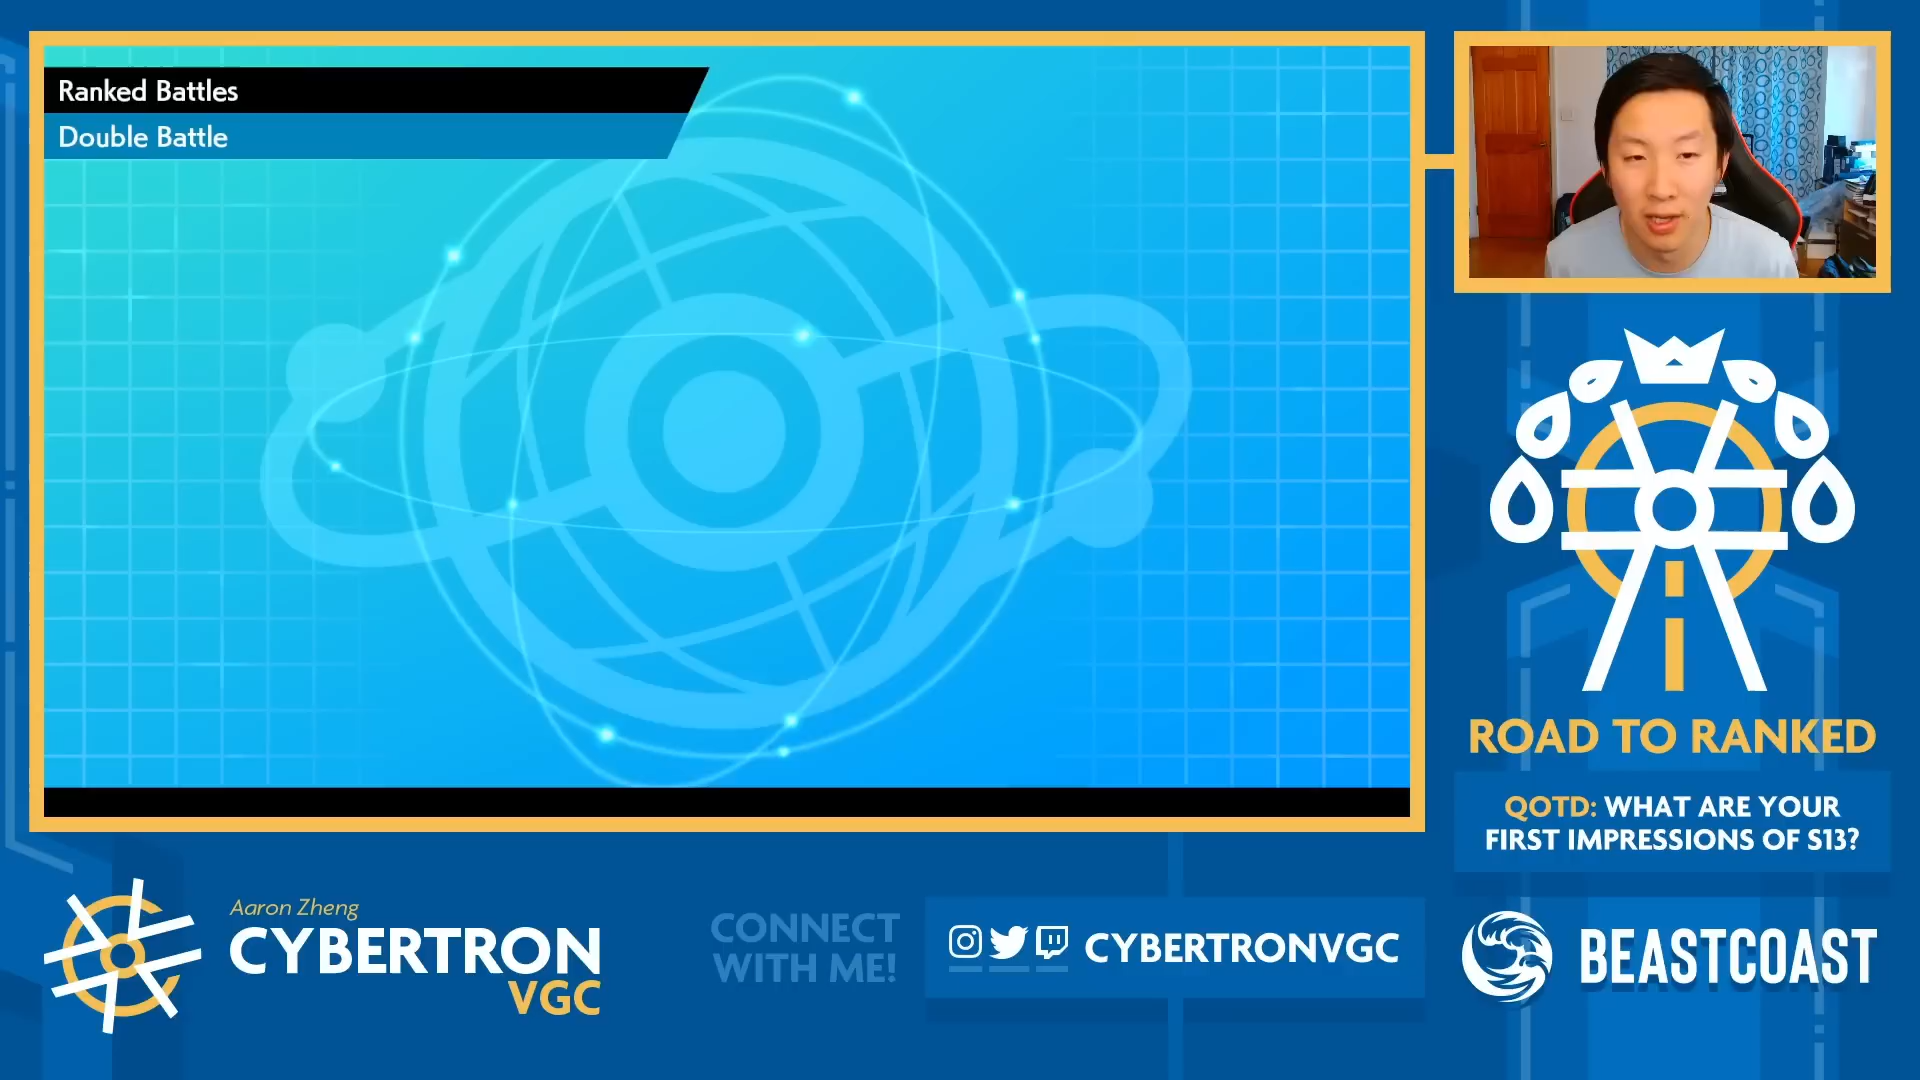 Ranked Battles
Double Battle
ROAD TO RANKED
QOTD: WHAT ARE YOUR
FIRST IMPRESSIONS OF S13?
Aaron Zheng
CYBERTRON
VGC
CONNECT
WITH ME!
CYBERTRONVGC
BEASTCOAST